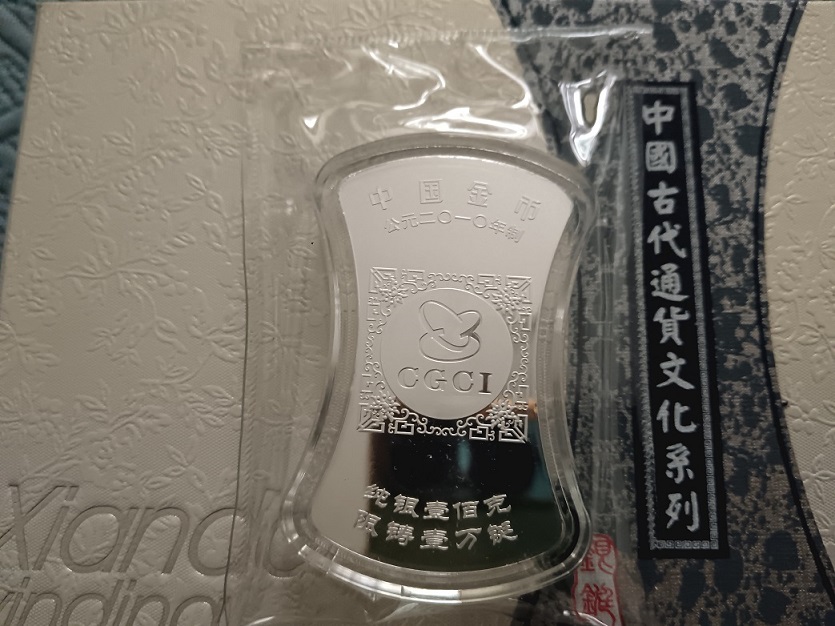 中国金币
公元二〇一〇年制
CGCI
纯银壹佰克
限铸壹万锭
中國古代通貨文化系列
Xiand